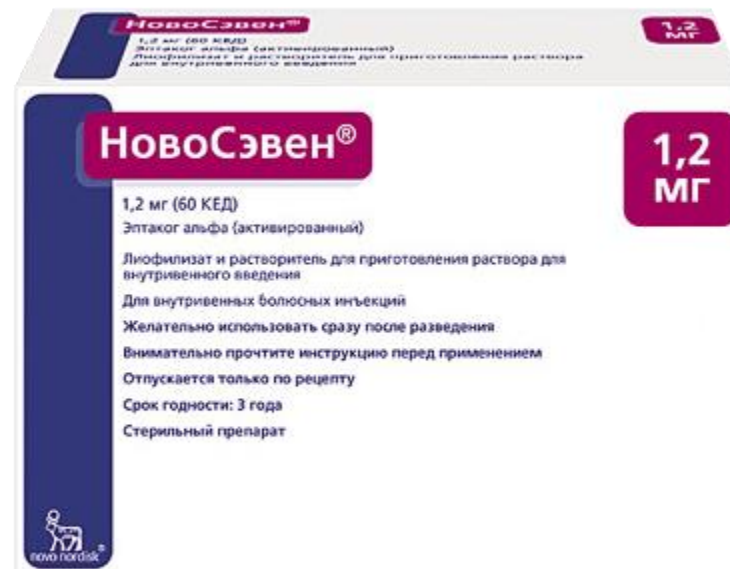 НовоСэвен®
1,2 мг (60 КЕД)
Эптаког альфа (активированный)
Лиофилизат и растворитель для приготовления раствора
для внутривенного введения
1,2
МГ
НовоСэвен®
1,2
МГ
1,2 мг (60 КЕД)
Эптаког альфа (активированный)
Лиофилизат и растворитель для приготовления раствора для
внутривенного введения
Для внутривенных болюсных инъекций
Желательно использовать сразу после разведения
Внимательно прочтите инструкцию перед применением
Отпускается только по рецепту
Срок годности: 3 года
Стерильный препарат
novo nordisk®